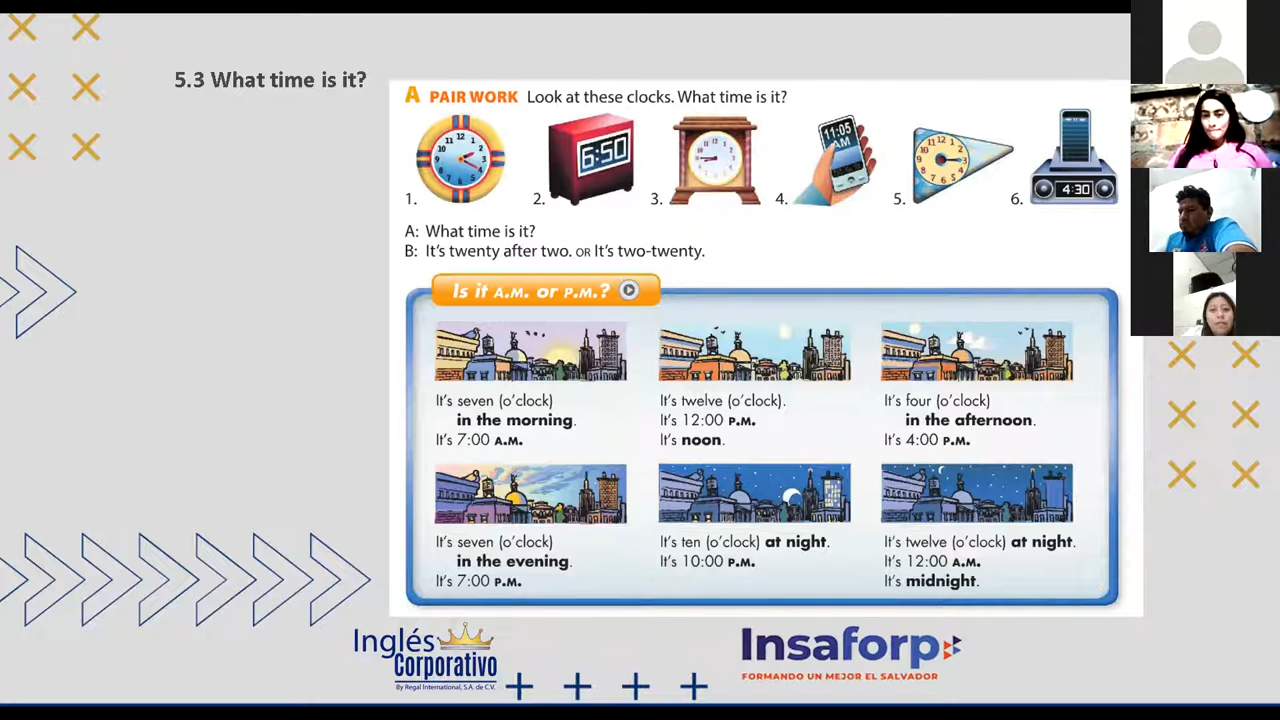 5.3 What time is it?
A PAIR WORK Look at these clocks. What time is it?
1.
2. 6:50
3.
4. 11:05 AM
5.
6. 4:30
A: What time is it?
B: It's twenty after two. OR It's two-twenty.
Is it A.M. or P.M.?
It's seven (o'clock)
in the morning.
It's 7:00 A.M.
It's twelve (o'clock).
It's 12:00 P.M.
It's noon.
It's four (o'clock)
in the afternoon.
It's 4:00 P.M.
It's seven (o'clock)
in the evening.
It's 7:00 P.M.
It's ten (o'clock) at night.
It's 10:00 P.M.
It's twelve (o'clock) at night.
It's 12:00 A.M.
It's midnight.
Inglés
Corporativo
By Regal International, S.A. de C.V.
Insaforp
FORMANDO UN MEJOR EL SALVADOR